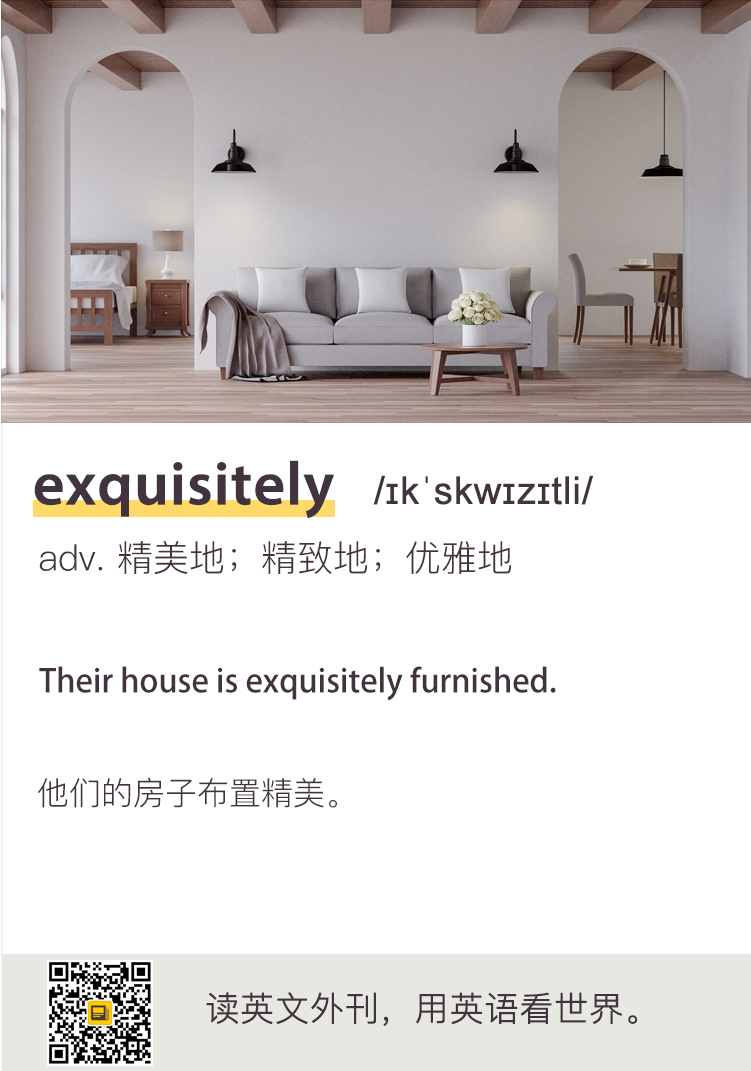 exquisitely /ɪkˈskwɪzɪtli/
adv. 精美地；精致地；优雅地
Their house is exquisitely furnished.
他们的房子布置精美。
读英文外刊，用英语看世界。